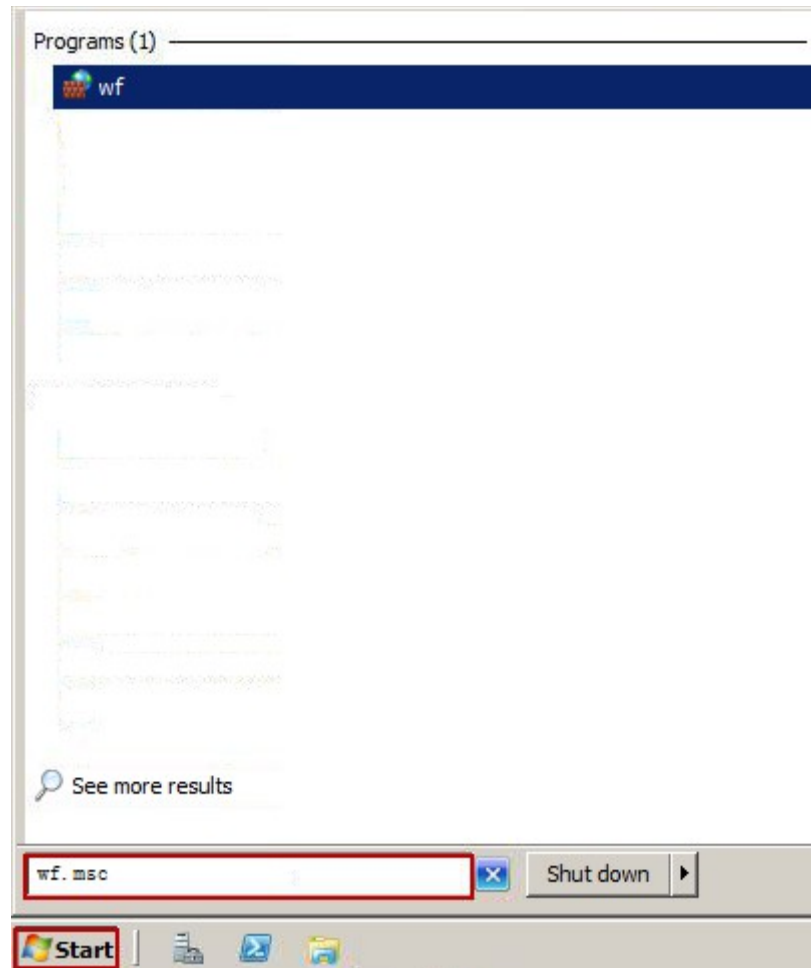 Programs (1)
wf
See more results
wf.msc
Shut down
Start